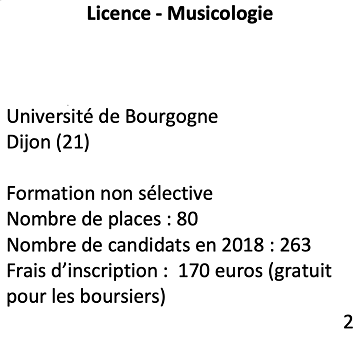 Licence - Musicologie
Université de Bourgogne
Dijon (21)
Formation non sélective
Nombre de places : 80
Nombre de candidats en 2018 : 263
Frais d’inscription :  170 euros (gratuit
pour les boursiers)
2